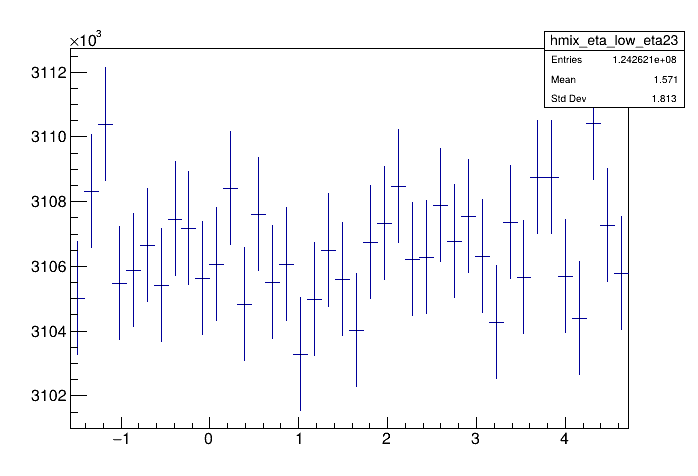 ×10³
hmix_eta_low_eta23
Entries 1.242621e+08
Mean 1.571
Std Dev 1.813
3112
3110
3108
3106
3104
3102
−1 0 1 2 3 4